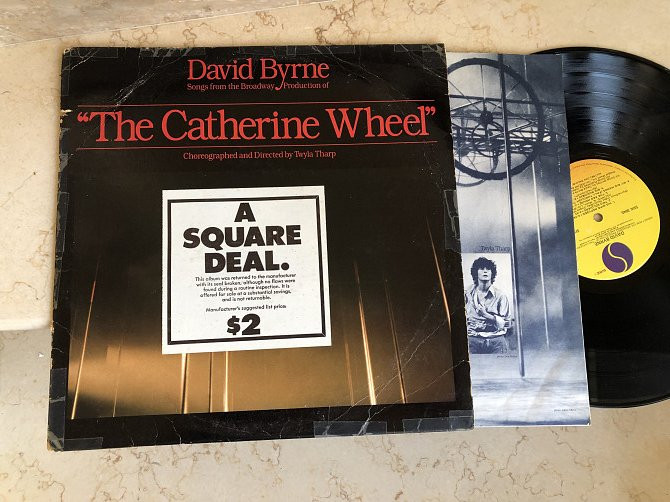 David Byrne
Songs from the Broadway Production of
“The Catherine Wheel”
Choreographed and Directed by Twyla Tharp
A
SQUARE
DEAL.
This album was returned to the manufacturer
with its seal broken, although no flaws were
found during a routine inspection. It is
offered for sale at a substantial savings,
and is not returnable.
Manufacturer's suggested list price:
$2
Twyla Tharp
DAVID BYRNE